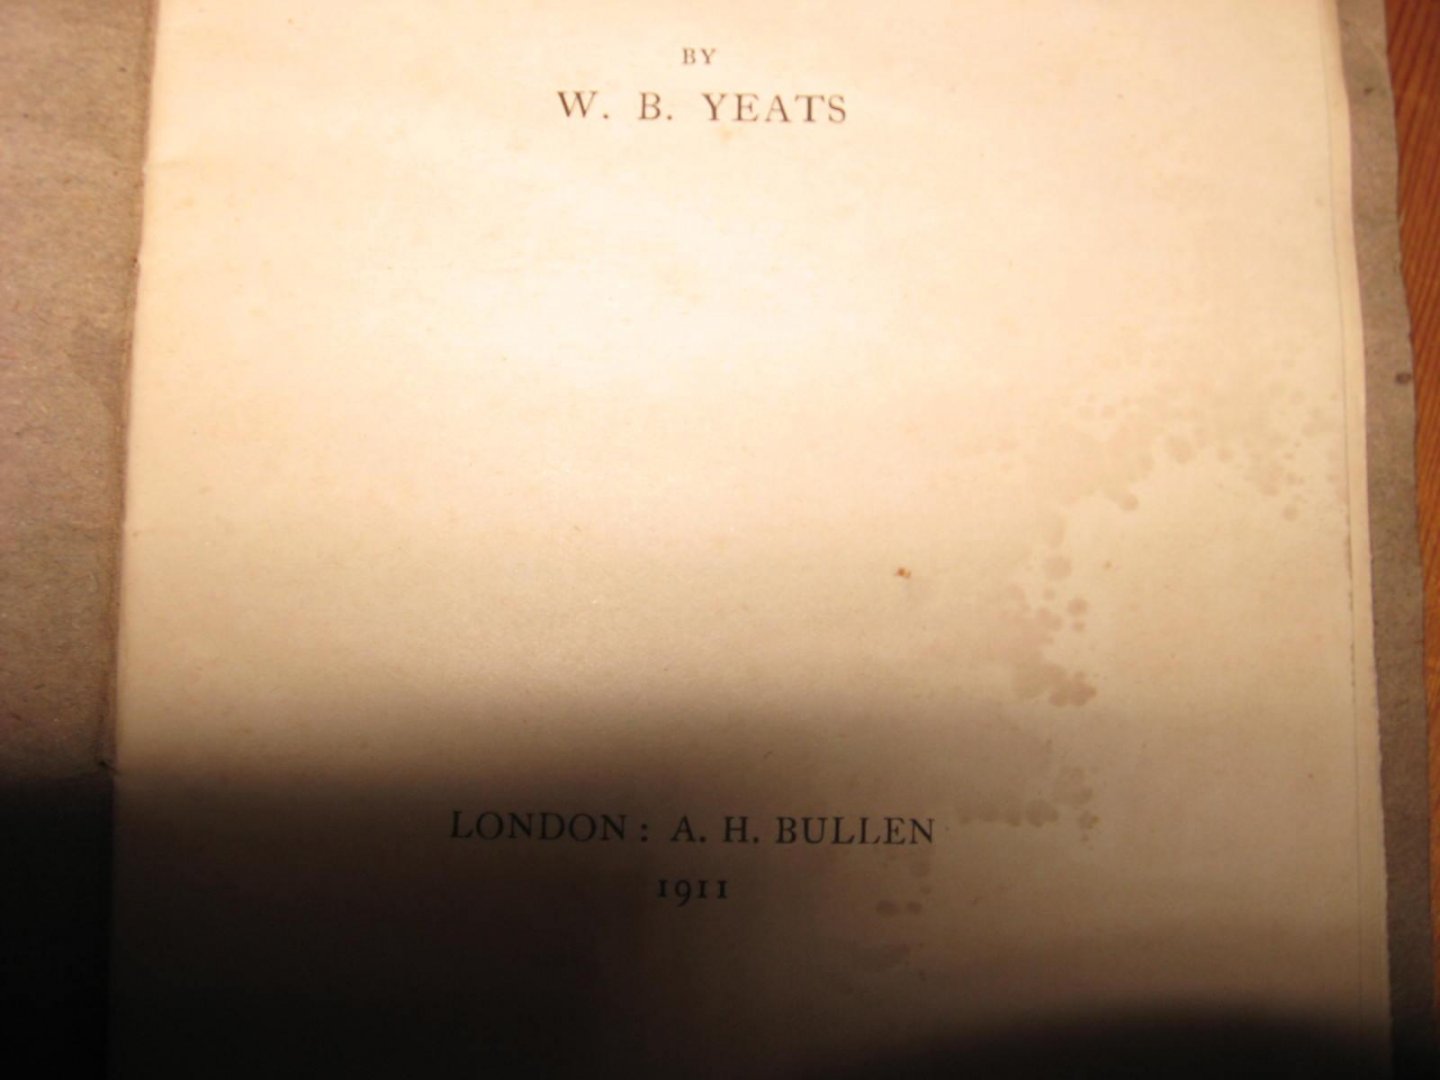 BY
W. B. YEATS
LONDON: A. H. BULLEN
1911